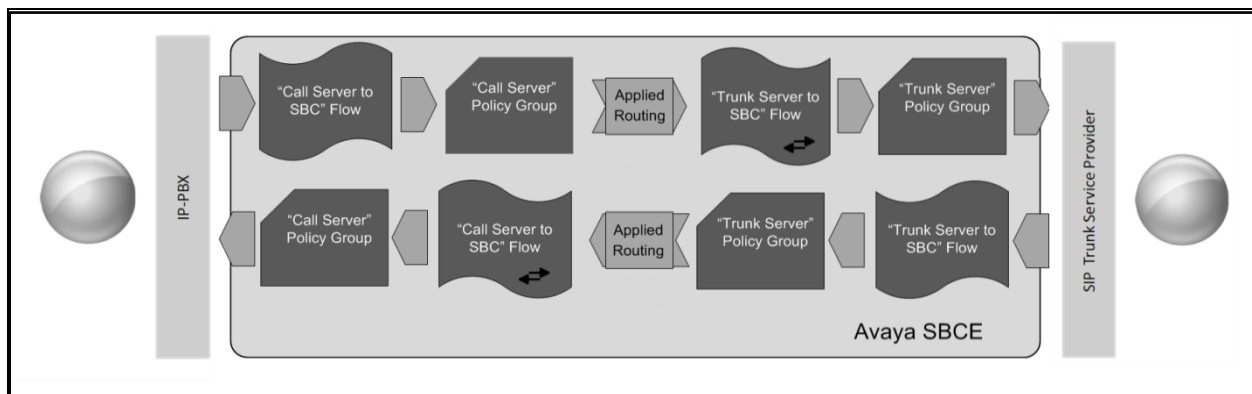 IP-PBX
“Call Server to
SBC” Flow
“Call Server”
Policy Group
Applied
Routing
“Trunk Server to
SBC” Flow
“Trunk Server”
Policy Group
“Call Server”
Policy Group
“Call Server to
SBC” Flow
Applied
Routing
“Trunk Server”
Policy Group
“Trunk Server to
SBC” Flow
Avaya SBCE
SIP Trunk Service Provider